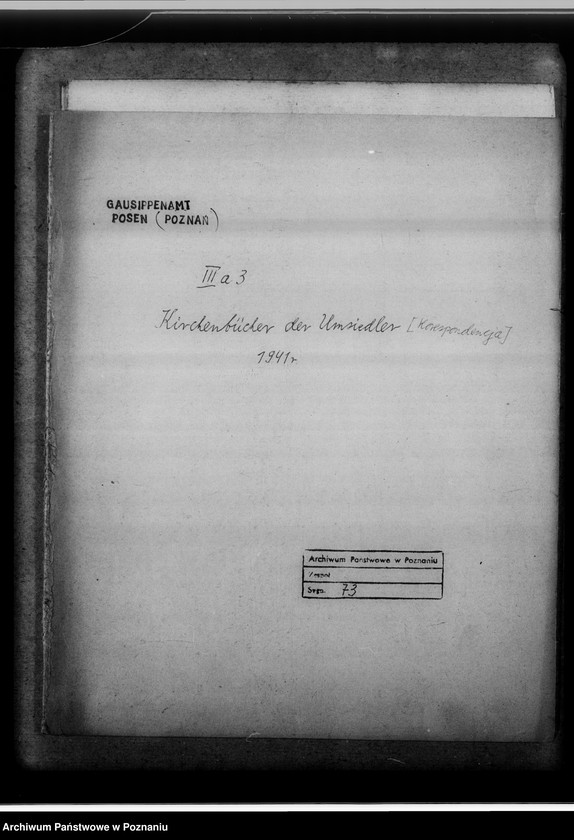 GAUSIPPENAMT
POSEN (POZNAŃ)
III a 3
Kirchenbücher der Umsiedler [Korespondencja]
1941 r.
Archiwum Państwowe w Poznaniu
Zespół
Sygn. 73
Archiwum Państwowe w Poznaniu